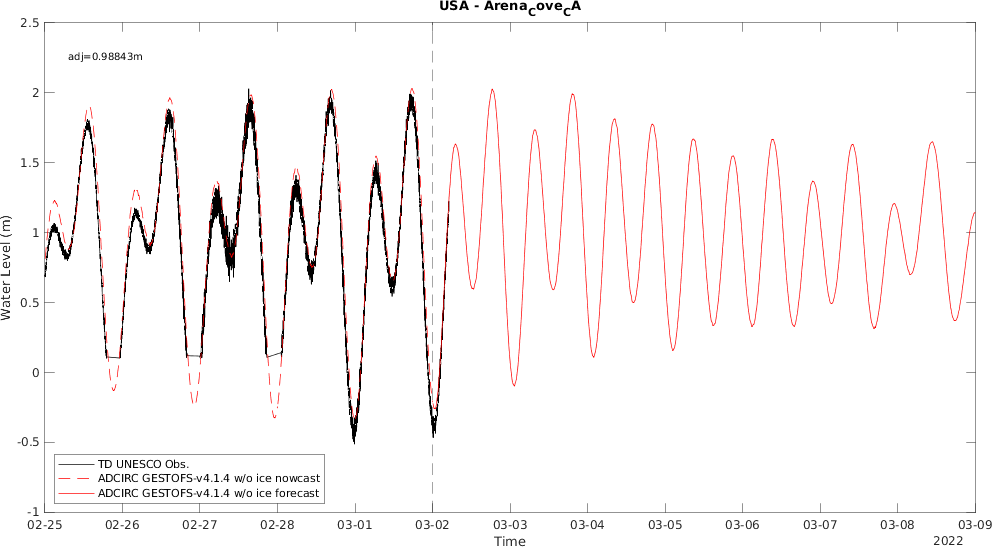 USA - ArenaCoveCA
adj=0.98843m
2.5
2
1.5
1
0.5
0
-0.5
-1
Water Level (m)
TD UNESCO Obs.
ADCIRC GESTOFS-v4.1.4 w/o ice nowcast
ADCIRC GESTOFS-v4.1.4 w/o ice forecast
02-25 02-26 02-27 02-28 03-01 03-02 03-03 03-04 03-05 03-06 03-07 03-08 03-09
Time
2022